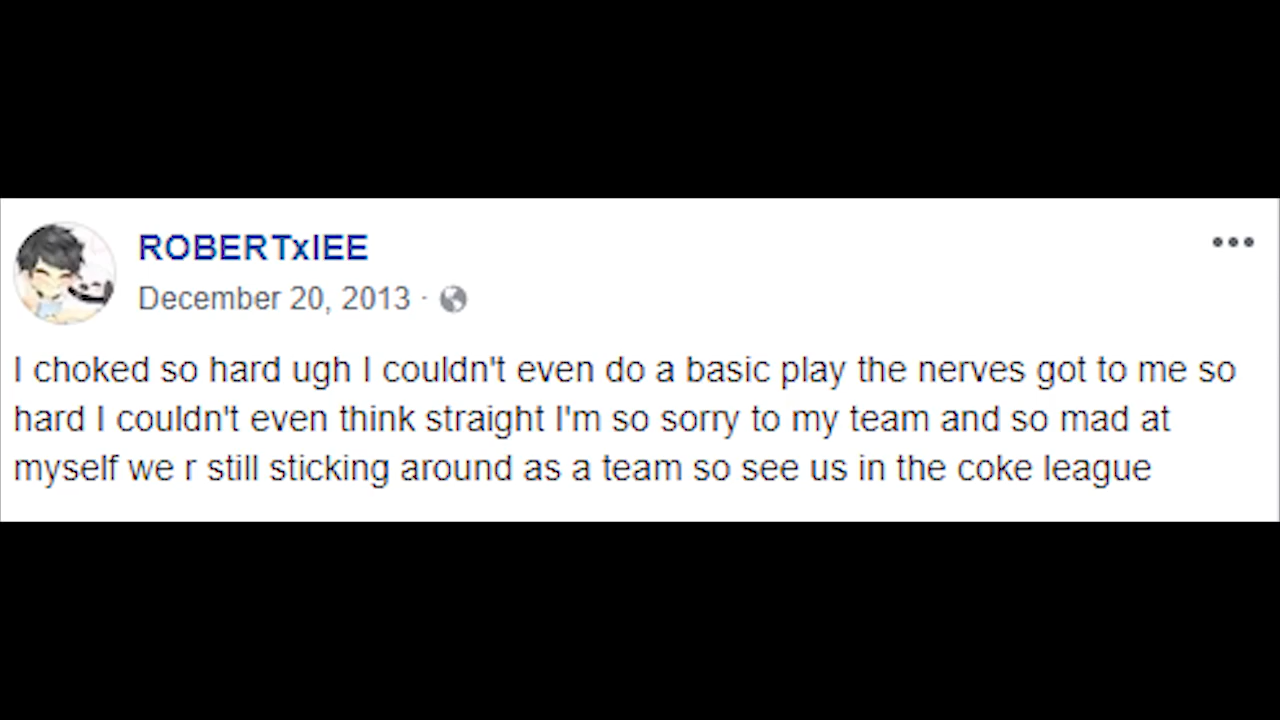 ROBERTxlEE
December 20, 2013 ·
I choked so hard ugh I couldn't even do a basic play the nerves got to me so
hard I couldn't even think straight I'm so sorry to my team and so mad at
myself we r still sticking around as a team so see us in the coke league